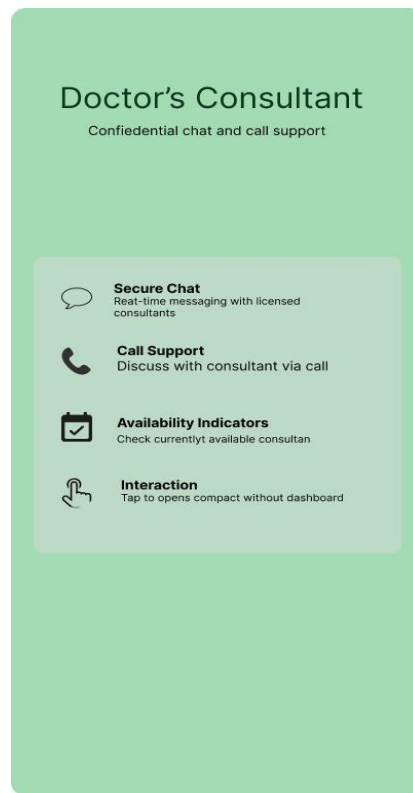 Doctor’s Consultant
Confiedential chat and call support
Secure Chat
Reat-time messaging with licensed
consultants
Call Support
Discuss with consultant via call
Availability Indicators
Check currentlyt available consultan
Interaction
Tap to opens compact without dashboard